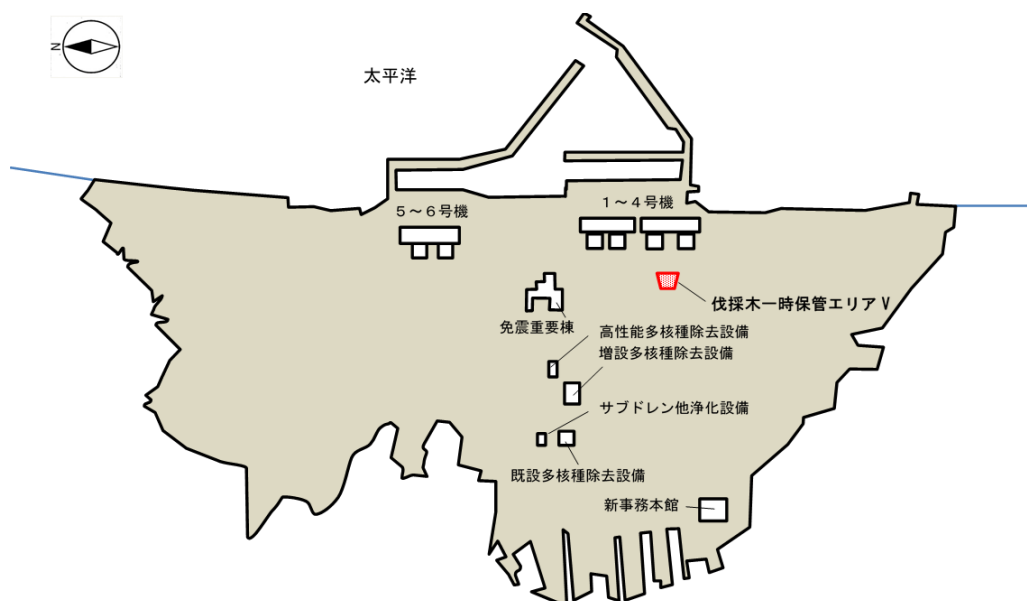 N
太平洋
5～6号機
1～4号機
伐採木一時保管エリアV
免震重要棟
高性能多核種除去設備
増設多核種除去設備
サブドレン他浄化設備
既設多核種除去設備
新事務本館